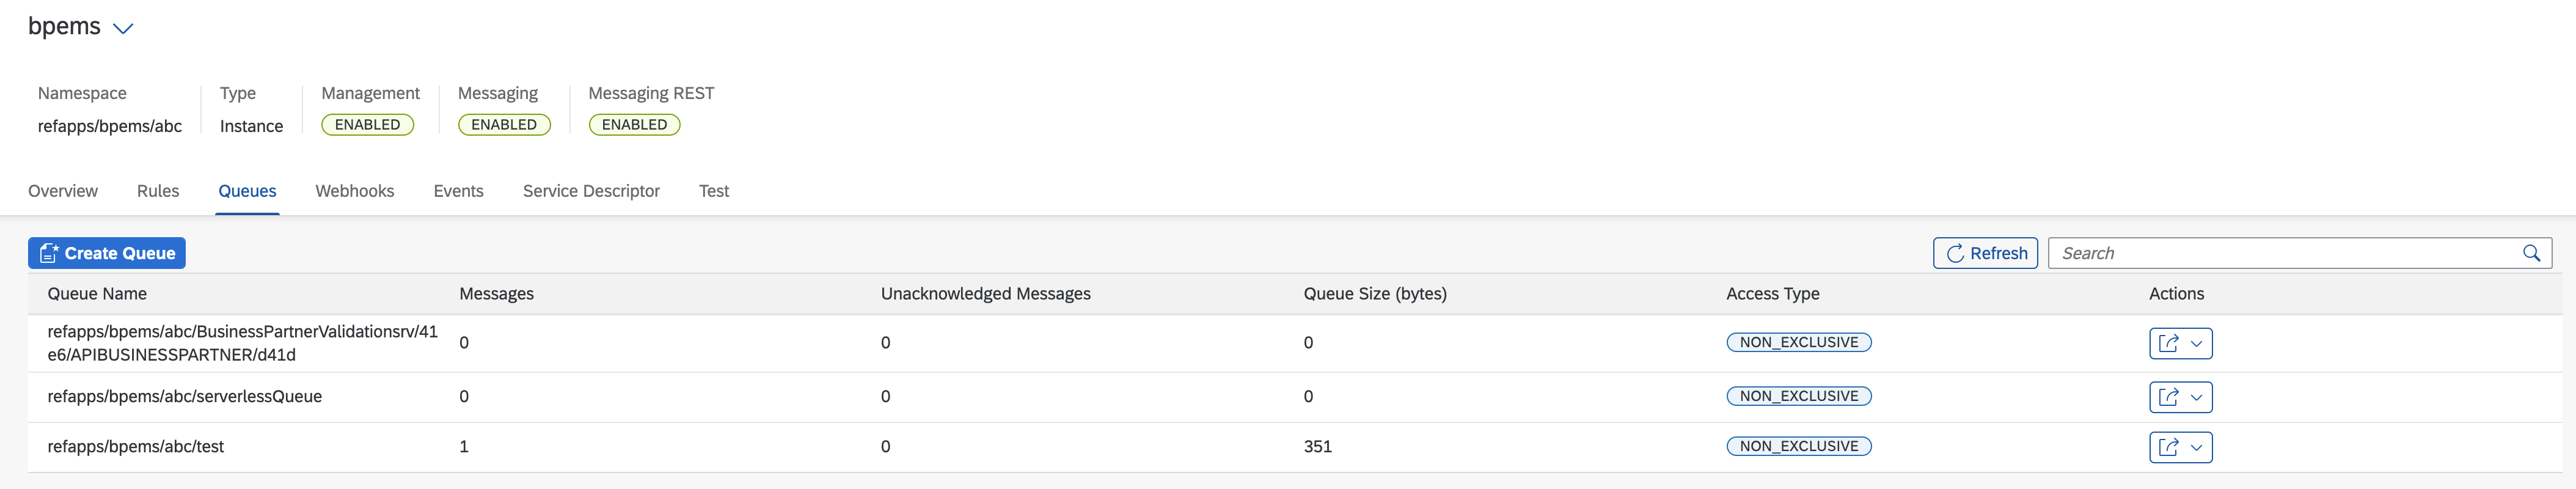 bpems
Namespace Type Management Messaging Messaging REST
refapps/bpems/abc Instance ENABLED ENABLED ENABLED
Overview Rules Queues Webhooks Events Service Descriptor Test
Create Queue Refresh Search
Queue Name Messages Unacknowledged Messages Queue Size (bytes) Access Type Actions
refapps/bpems/abc/BusinessPartnerValidationsrv/41
e6/APIBUSINESSPARTNER/d41d 0 0 0 NON_EXCLUSIVE
refapps/bpems/abc/serverlessQueue 0 0 0 NON_EXCLUSIVE
refapps/bpems/abc/test 1 0 351 NON_EXCLUSIVE